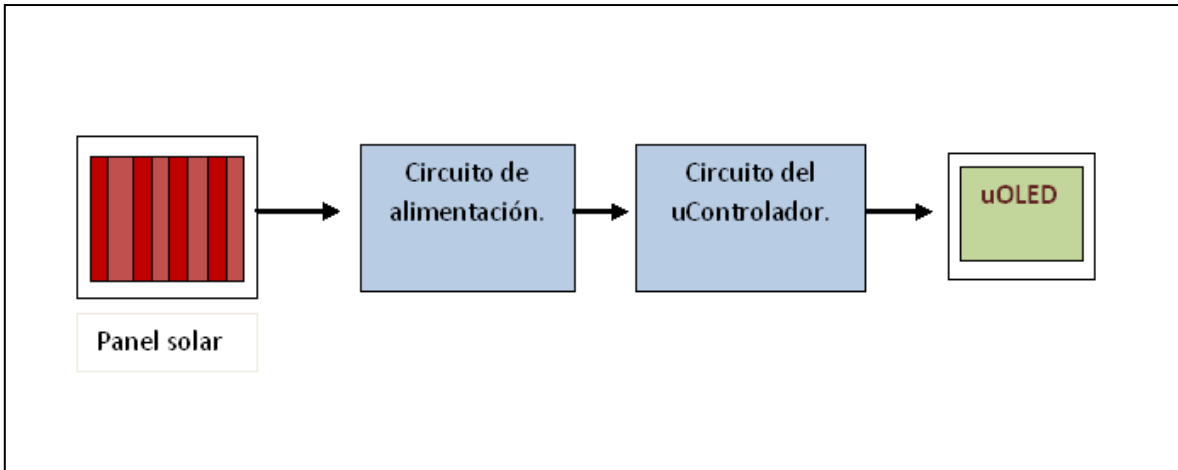 Circuito de
alimentación.
Circuito del
uControlador.
uOLED
Panel solar